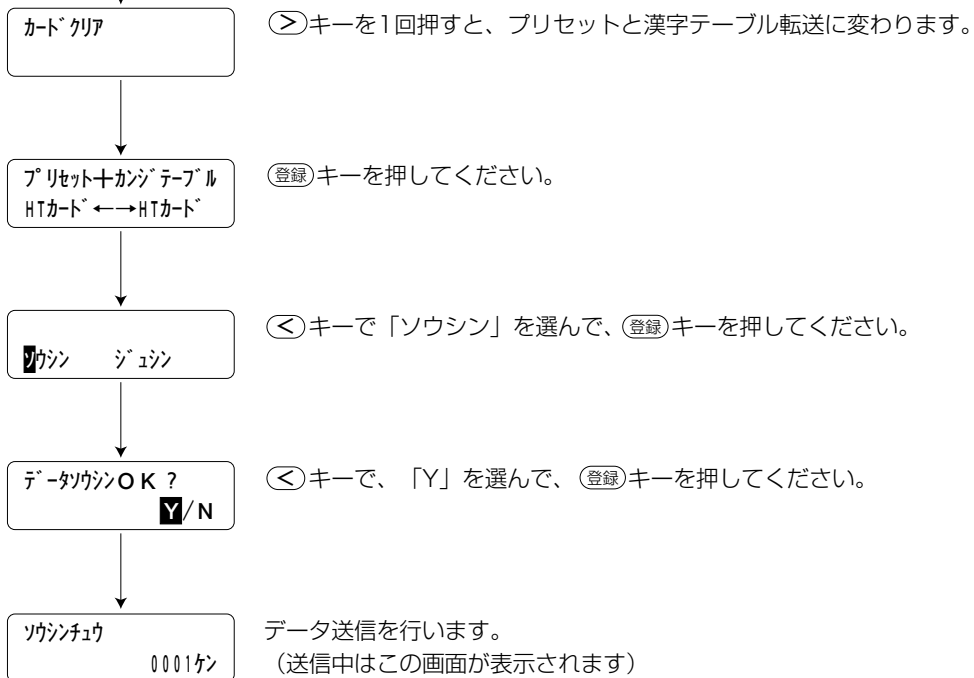 ｶｰﾄﾞｸﾘｱ
＞キーを1回押すと、プリセットと漢字テーブル転送に変わります。
ﾌﾟﾘｾｯﾄ＋ｶﾝｼﾞﾃｰﾌﾞﾙ
HTｶｰﾄﾞ←→HTｶｰﾄﾞ
登録キーを押してください。
＜キーで「ソウシン」を選んで、登録キーを押してください。
ｿｳｼﾝ ｼﾞｭｼﾝ
ﾃﾞｰﾀｿｳｼﾝOK?
Y/N
＜キーで、「Y」を選んで、登録キーを押してください。
ｿｳｼﾝﾁｭｳ
0001ｹﾝ
データ送信を行います。
（送信中はこの画面が表示されます）